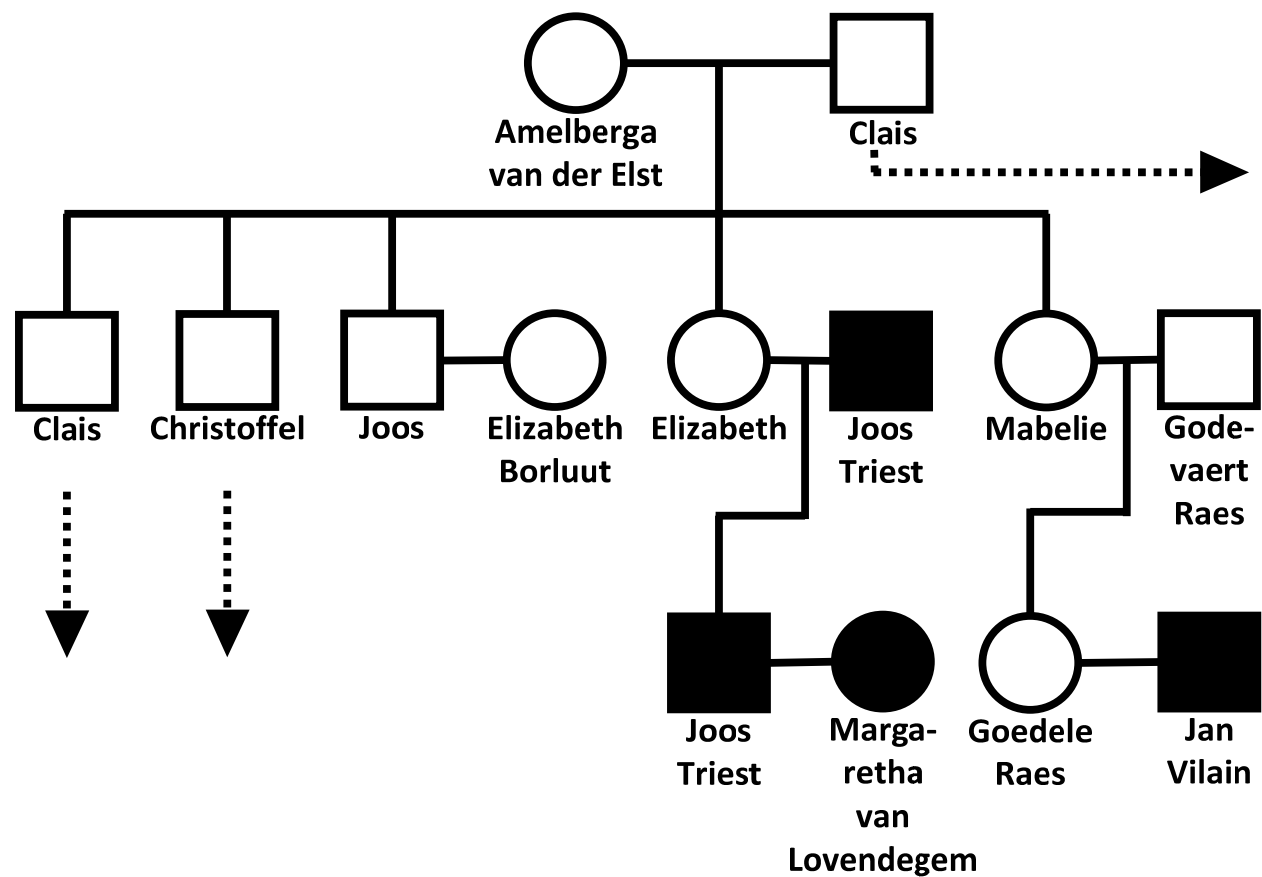 Amelberga
van der Elst
Clais
Clais
Christoffel
Joos
Elizabeth
Borluut
Elizabeth
Joos
Triest
Mabelie
Gode-
vaert
Raes
Joos
Triest
Marga-
retha
van
Lovendegem
Goedele
Raes
Jan
Vilain